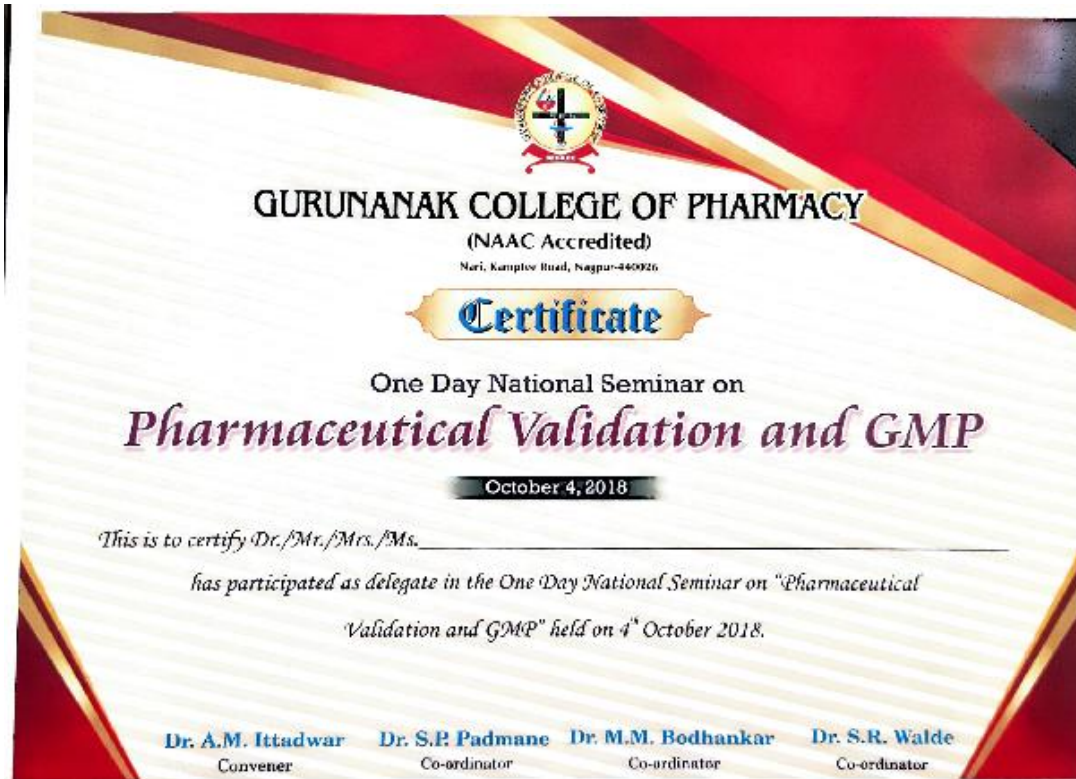 GURUNANAK COLLEGE OF PHARMACY
(NAAC Accredited)
Nari, Kamptee Road, Nagpur-440026
Certificate
One Day National Seminar on
Pharmaceutical Validation and GMP
October 4, 2018
This is to certify Dr./Mr./Mrs./Ms.
has participated as delegate in the One Day National Seminar on "Pharmaceutical
Validation and GMP" held on 4th October 2018.
Dr. A.M. Ittadwar Dr. S.P. Padmane Dr. M.M. Bodhankar Dr. S.R. Walde
Convener Co-ordinator Co-ordinator Co-ordinator